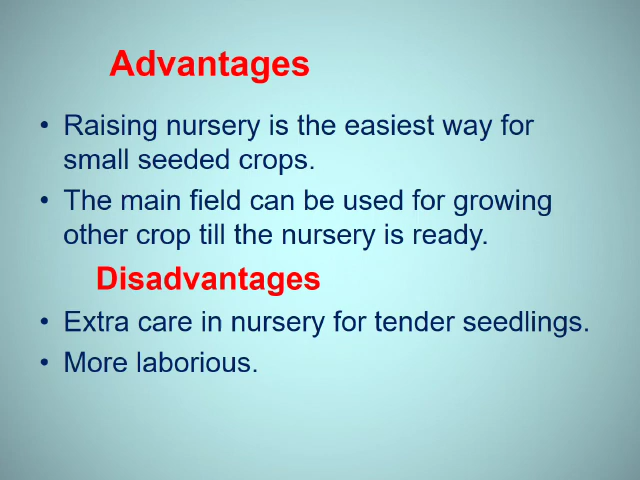 Advantages
• Raising nursery is the easiest way for
small seeded crops.
• The main field can be used for growing
other crop till the nursery is ready.
Disadvantages
• Extra care in nursery for tender seedlings.
• More laborious.